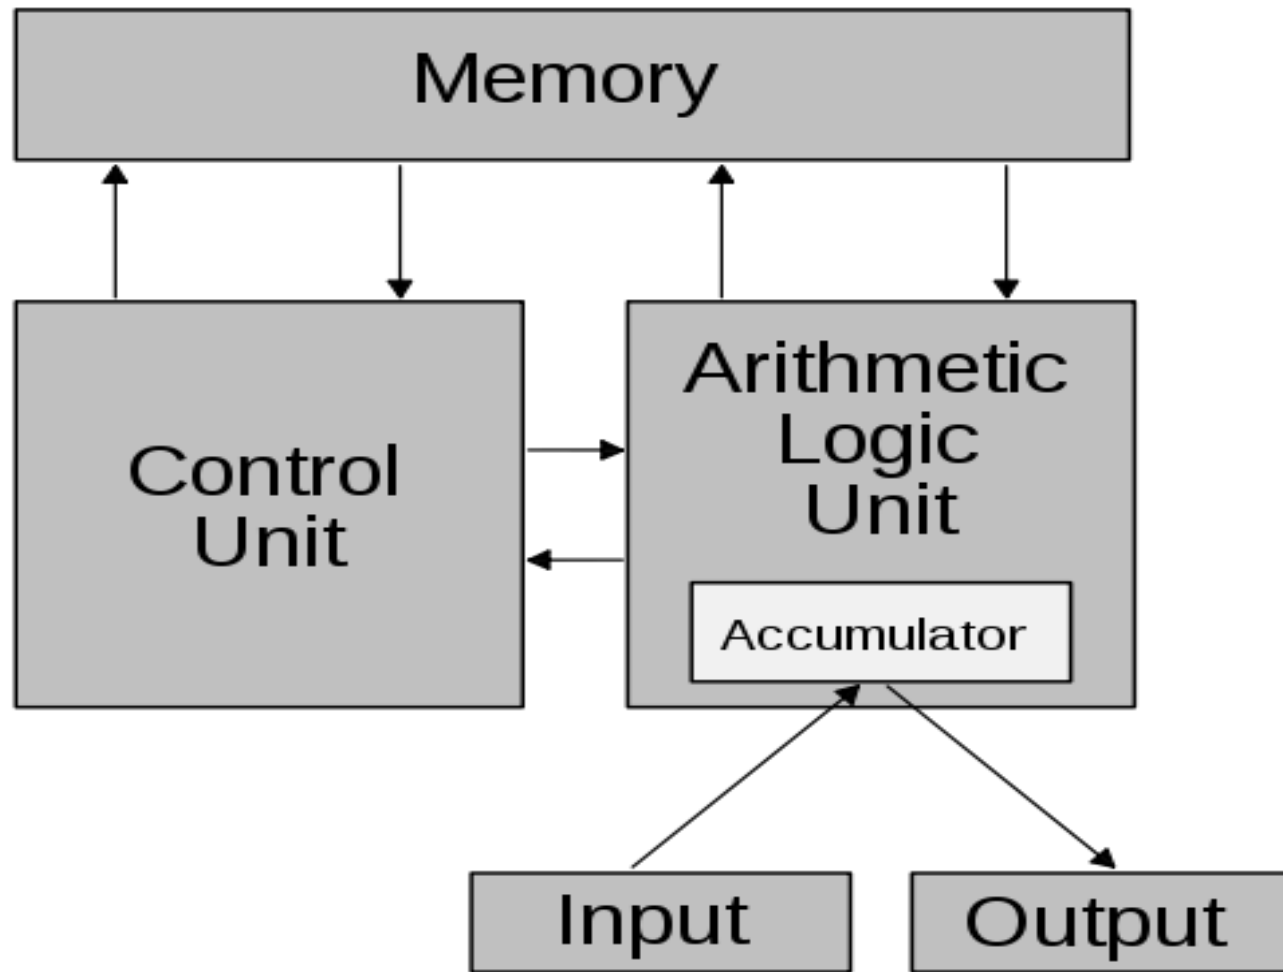 Memory
Control
Unit
Arithmetic
Logic
Unit
Accumulator
Input
Output